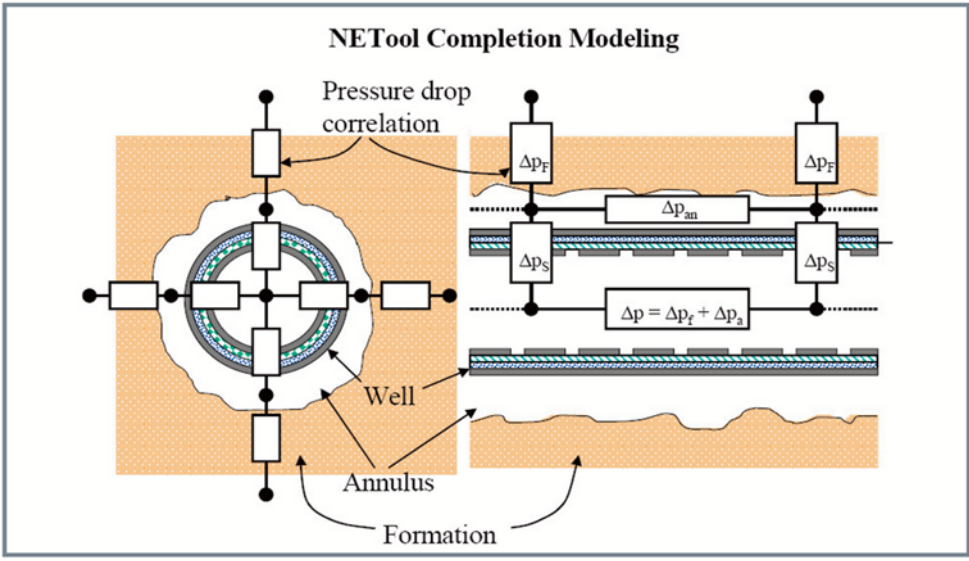 NETool Completion Modeling
Pressure drop
correlation
Δp_F
Δp_F
Δp_an
Δp_S
Δp_S
Δp = Δp_f + Δp_a
Well
Annulus
Formation